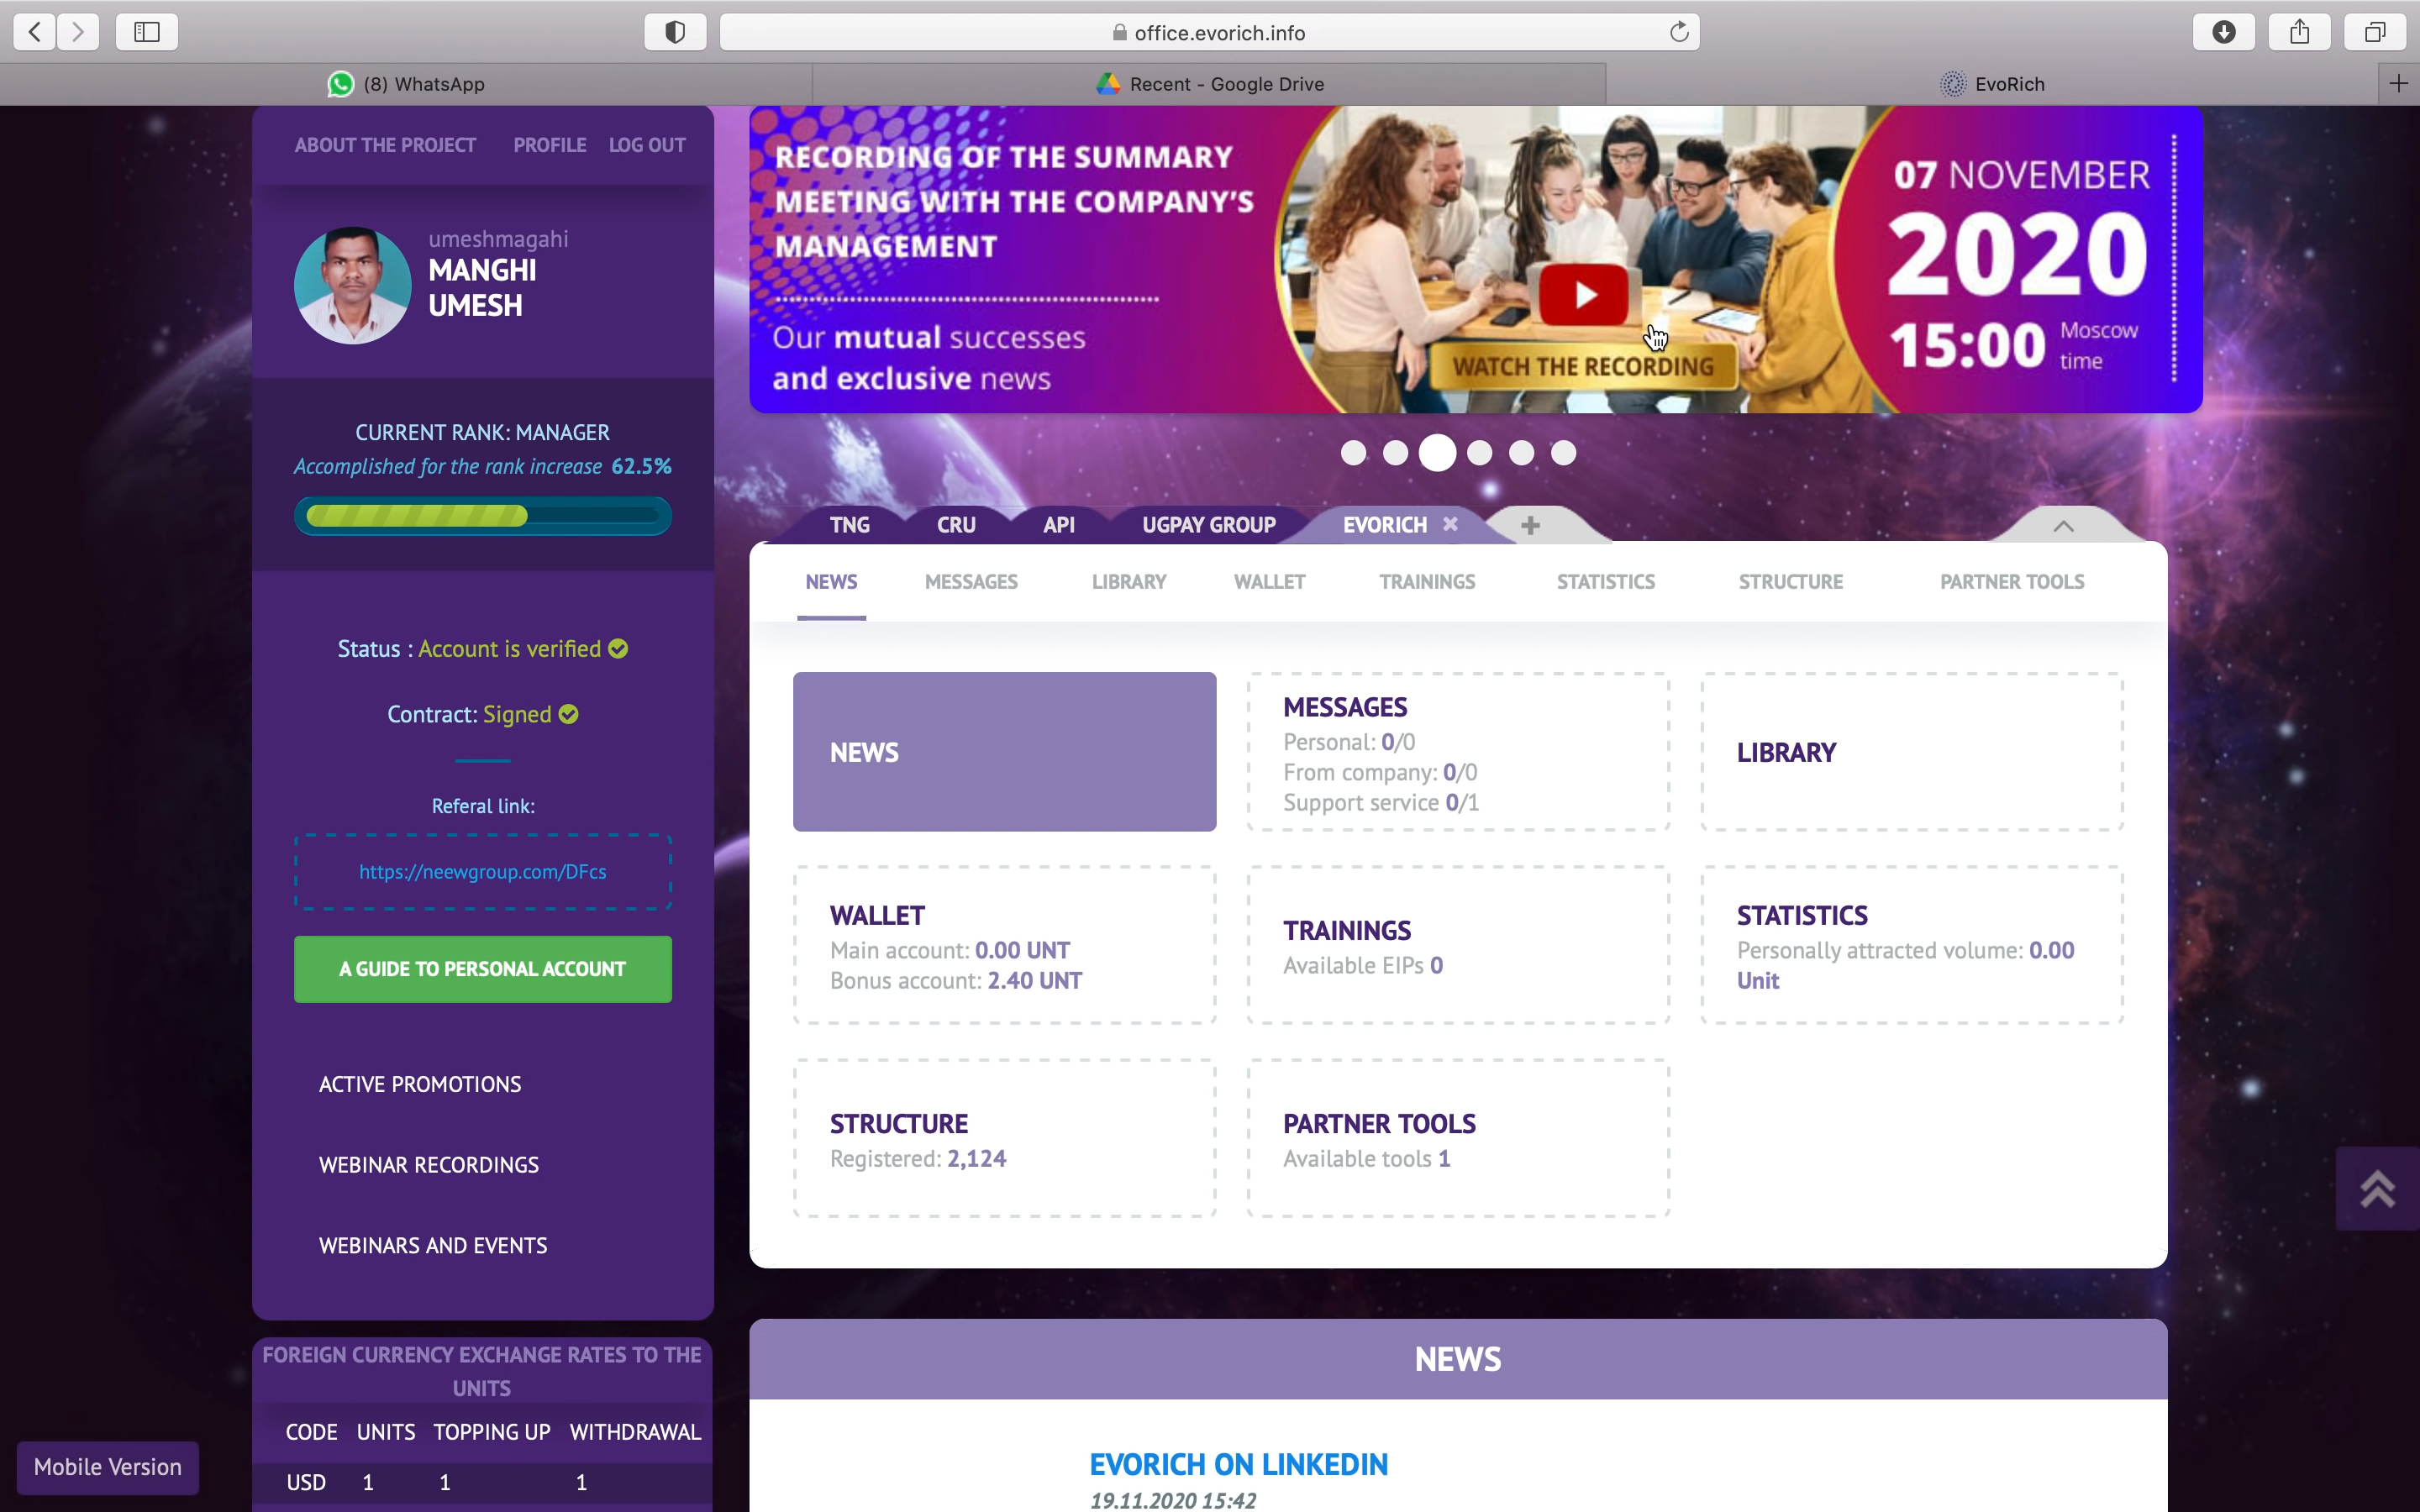 office.evorich.info
(8) WhatsApp
Recent - Google Drive
EvoRich
ABOUT THE PROJECT PROFILE LOG OUT
umeshmagahi
MANGHI
UMESH
CURRENT RANK: MANAGER
Accomplished for the rank increase 62.5%
Status : Account is verified
Contract: Signed
Referal link:
https://neewgroup.com/DFcs
A GUIDE TO PERSONAL ACCOUNT
ACTIVE PROMOTIONS
WEBINAR RECORDINGS
WEBINARS AND EVENTS
FOREIGN CURRENCY EXCHANGE RATES TO THE
UNITS
CODE UNITS TOPPING UP WITHDRAWAL
USD 1 1 1
Mobile Version
RECORDING OF THE SUMMARY
MEETING WITH THE COMPANY'S
MANAGEMENT
Our mutual successes
and exclusive news
WATCH THE RECORDING
07 NOVEMBER
2020
15:00 Moscow
time
TNG CRU API UGPAY GROUP EVORICH
NEWS MESSAGES LIBRARY WALLET TRAININGS STATISTICS STRUCTURE PARTNER TOOLS
NEWS
MESSAGES
Personal: 0/0
From company: 0/0
Support service 0/1
LIBRARY
WALLET
Main account: 0.00 UNT
Bonus account: 2.40 UNT
TRAININGS
Available EIPs 0
STATISTICS
Personally attracted volume: 0.00
Unit
STRUCTURE
Registered: 2,124
PARTNER TOOLS
Available tools 1
NEWS
EVORICH ON LINKEDIN
19.11.2020 15:42